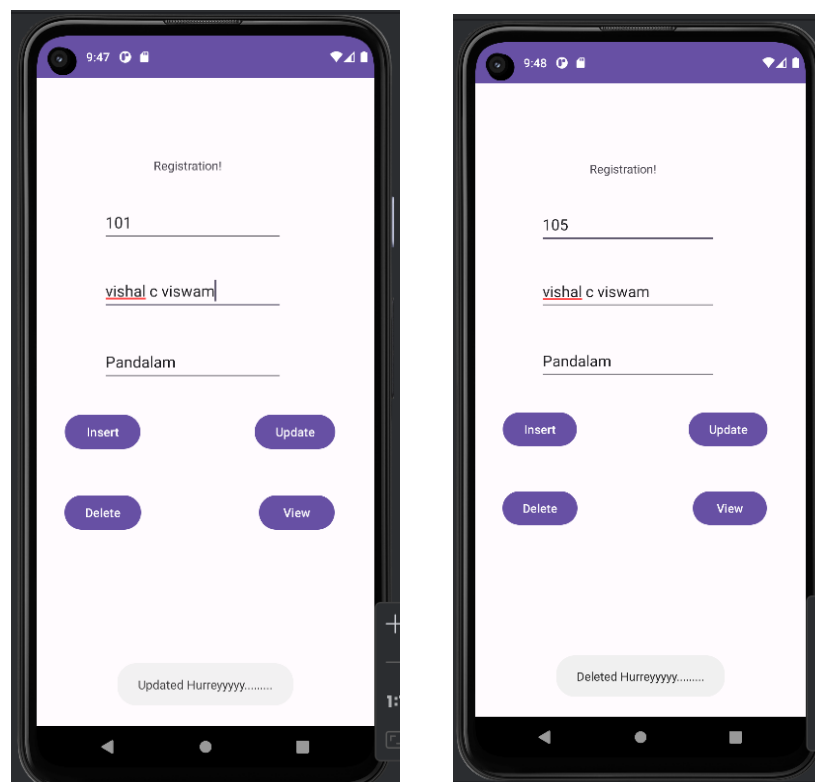 9:47
Registration!
101
vishal c viswam
Pandalam
Insert Update
Delete View
Updated Hurreyyyyy.........
1:
9:48
Registration!
105
vishal c viswam
Pandalam
Insert Update
Delete View
Deleted Hurreyyyyy.........